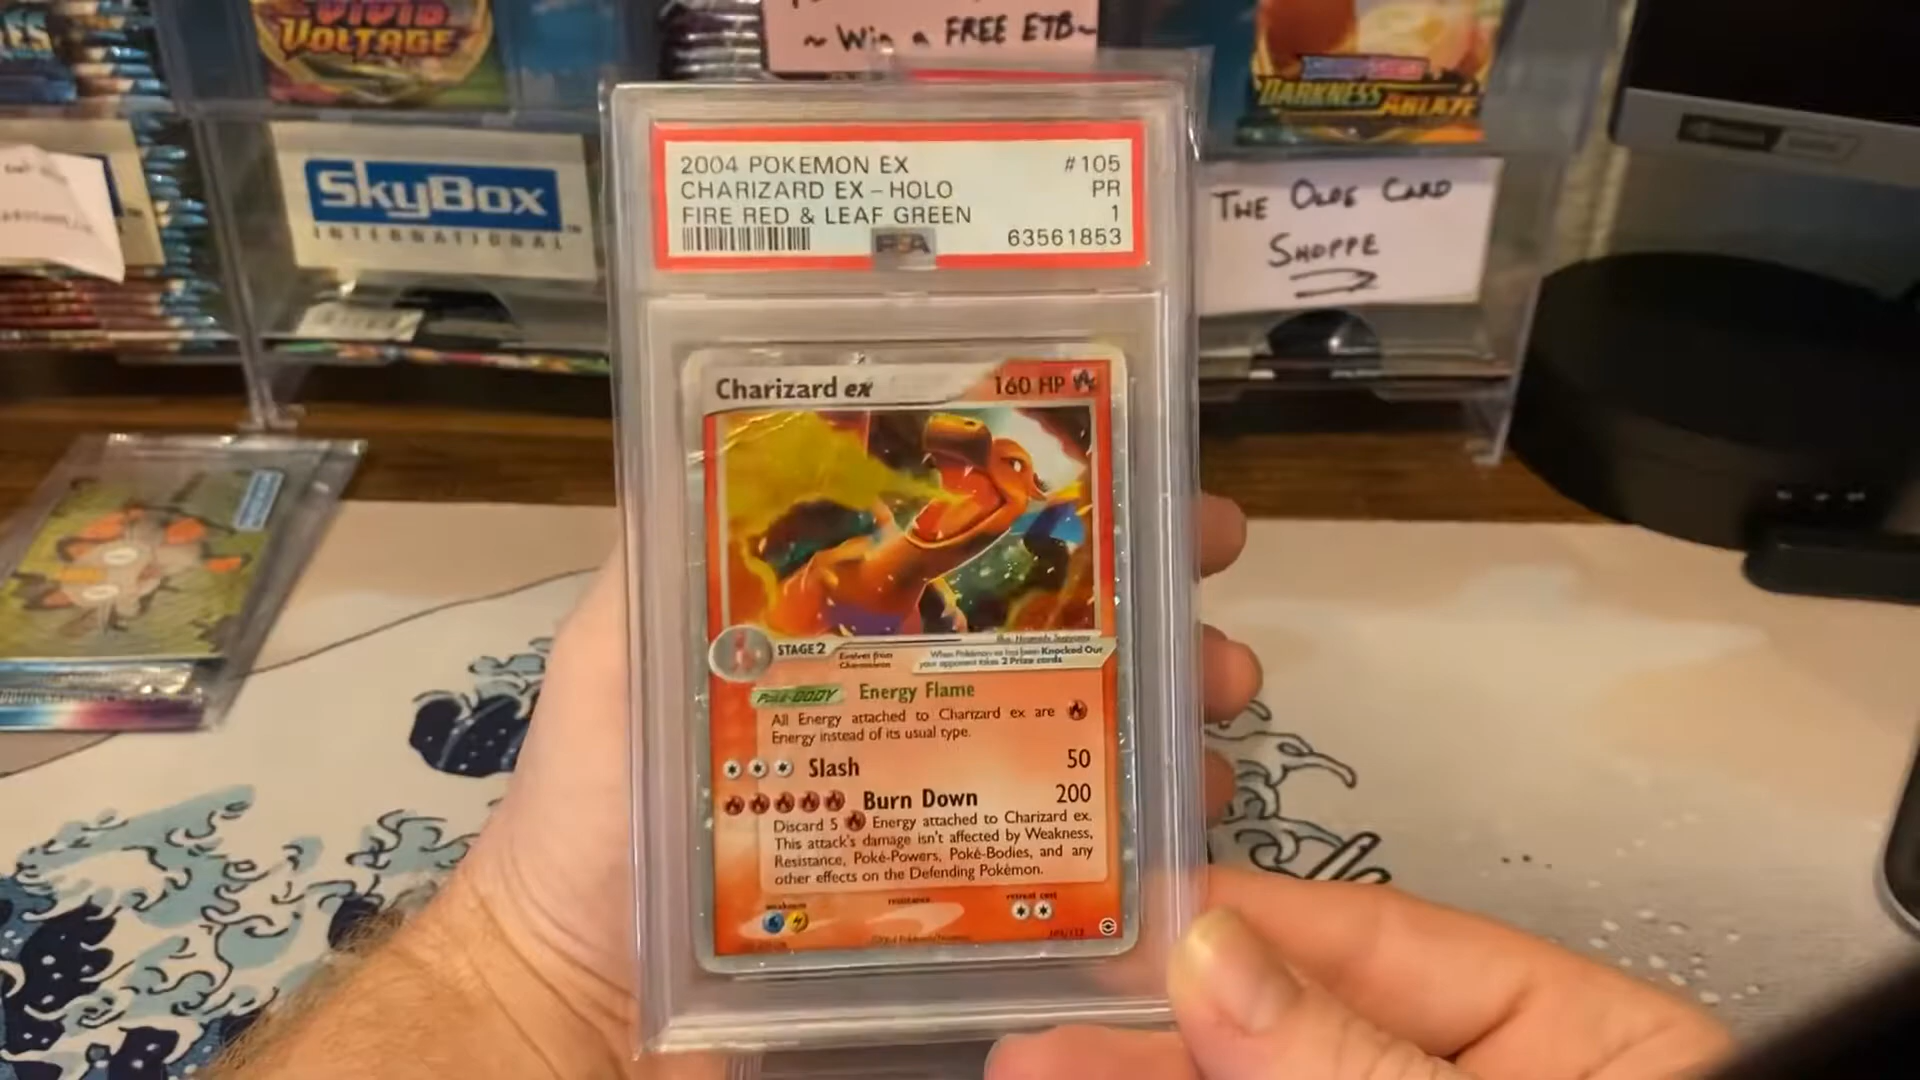 VIVID
VOLTAGE
~ Win a FREE ETB~
DARKNESS ABLAZE
SkyBox
INTERNATIONAL
THE OLDE CARD
SHOPPE
2004 POKEMON EX #105
CHARIZARD EX - HOLO PR
FIRE RED & LEAF GREEN 1
PSA 63561853
Charizard ex 160 HP
STAGE 2
Evolves from
Charmeleon
When Pokémon ex has been Knocked Out,
your opponent takes 2 Prize cards.
Poké-BODY Energy Flame
All Energy attached to Charizard ex are
Energy instead of its usual type.
Slash 50
Burn Down 200
Discard 5 Energy attached to Charizard ex.
This attack's damage isn't affected by Weakness,
Resistance, Poké-Powers, Poké-Bodies, and any
other effects on the Defending Pokémon.
weakness resistance retreat cost